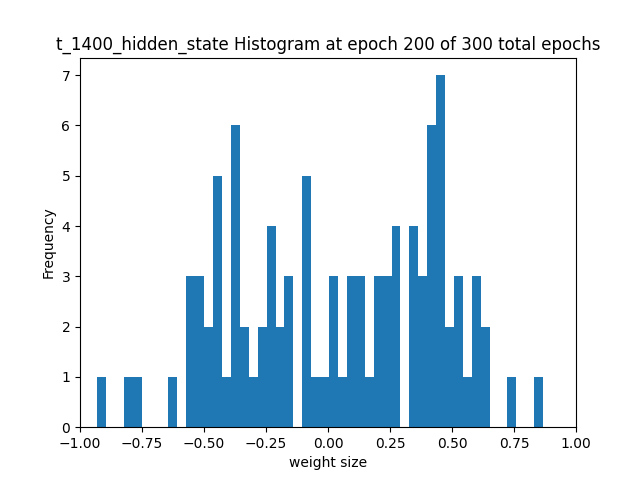 t_1400_hidden_state Histogram at epoch 200 of 300 total epochs
7
6
5
4
3
2
1
0
Frequency
−1.00 −0.75 −0.50 −0.25 0.00 0.25 0.50 0.75 1.00
weight size